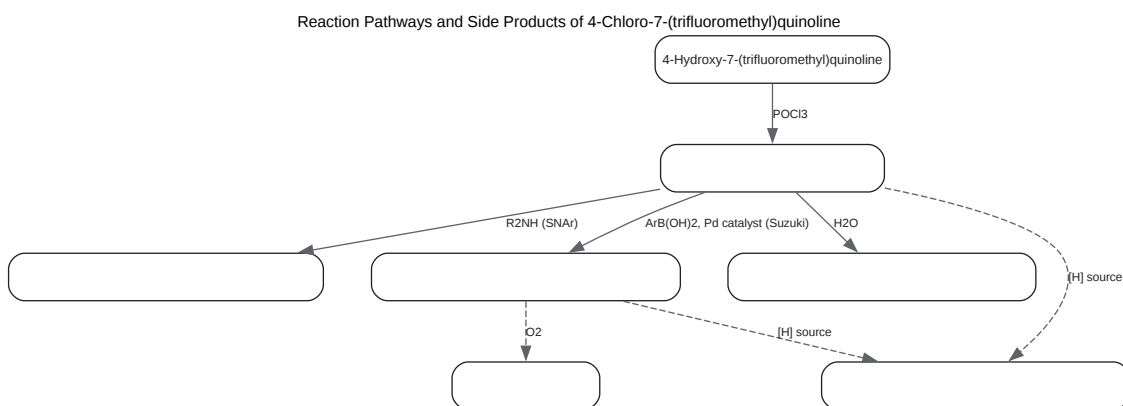 Reaction Pathways and Side Products of 4-Chloro-7-(trifluoromethyl)quinoline
4-Hydroxy-7-(trifluoromethyl)quinoline
POCl3
R2NH (SNAr)
ArB(OH)2, Pd catalyst (Suzuki)
H2O
[H] source
O2
[H] source